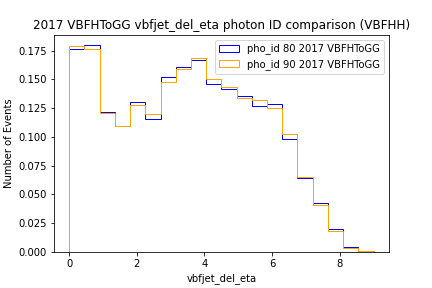 2017 VBFHToGG vbfjet_del_eta photon ID comparison (VBFHH)
pho_id 80 2017 VBFHToGG
pho_id 90 2017 VBFHToGG
Number of Events
0.175
0.150
0.125
0.100
0.075
0.050
0.025
0.000
0 2 4 6 8
vbfjet_del_eta